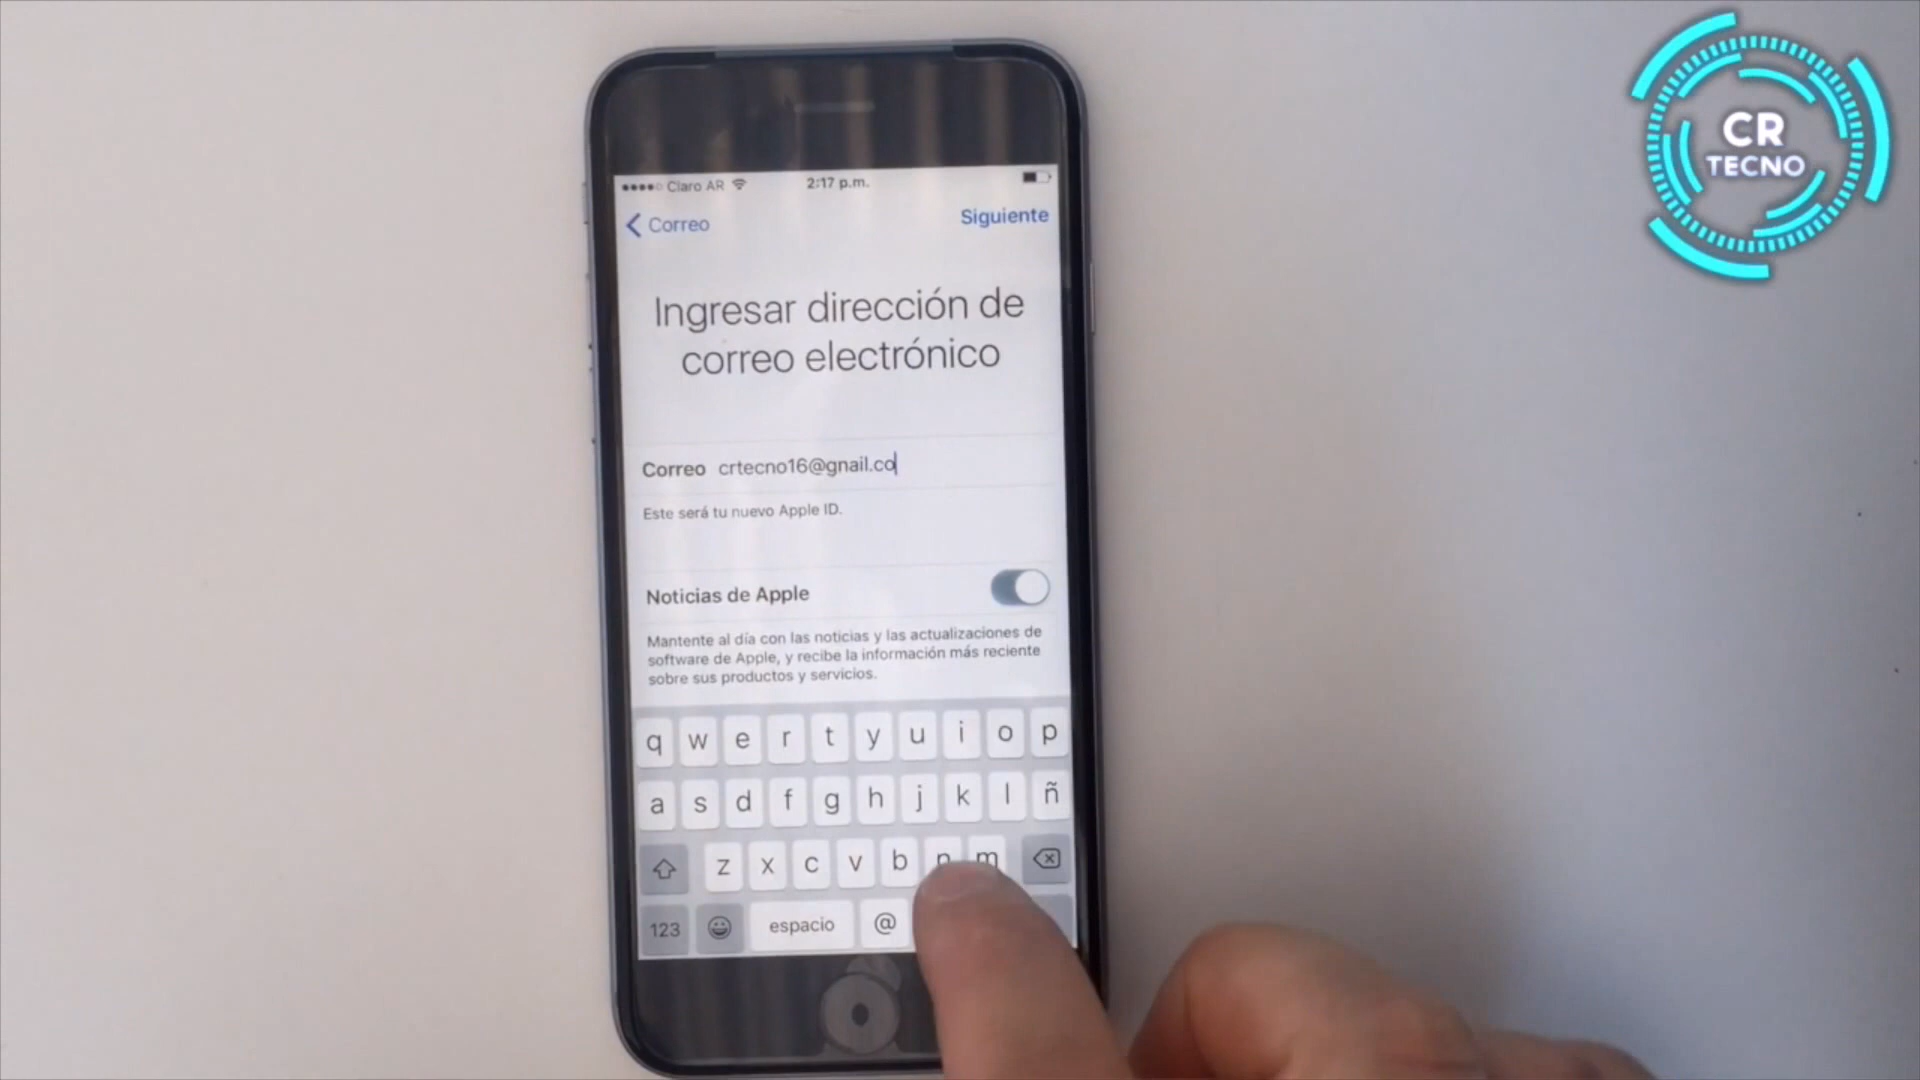 CR
TECNO
Claro AR 2:17 p.m.
Correo Siguiente
Ingresar dirección de
correo electrónico
Correo crtecno16@gnail.co
Este será tu nuevo Apple ID.
Noticias de Apple
Mantente al día con las noticias y las actualizaciones de
software de Apple, y recibe la información más reciente
sobre sus productos y servicios.
q w e r t y u i o p
a s d f g h j k l ñ
z x c v b n m
123 espacio @